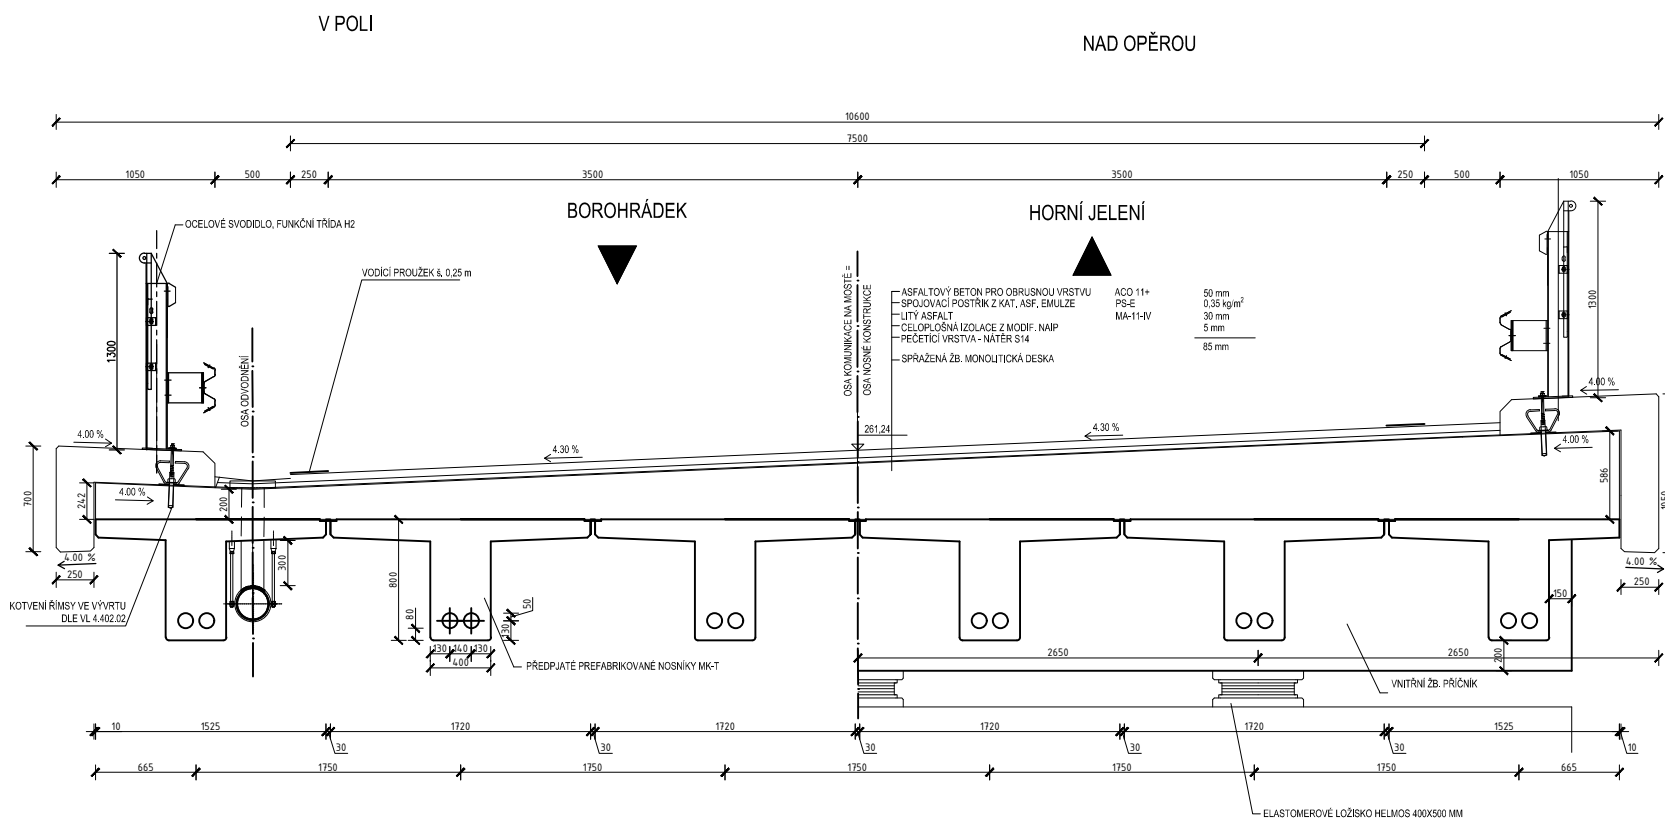 V POLI
NAD OPĚROU
10600
7500
1050 500 250 3500 3500 250 500 1050
BOROHRÁDEK
HORNÍ JELENÍ
OCELOVÉ SVODIDLO, FUNKČNÍ TŘÍDA H2
VODÍCÍ PROUŽEK š. 0,25 m
OSA ODVODNĚNÍ
OSA KOMUNIKACE NA MOSTĚ =
OSA NOSNÉ KONSTRUKCE
ASFALTOVÝ BETON PRO OBRUSNOU VRSTVU ACO 11+ 50 mm
SPOJOVACÍ POSTŘIK Z KAT. ASF. EMULZE PS-E 0,35 kg/m²
LITÝ ASFALT MA-11-IV 30 mm
CELOPLOŠNÁ IZOLACE Z MODIF. NAIP 5 mm
PEČETÍCÍ VRSTVA - NÁTĚR S14
85 mm
SPŘAŽENÁ ŽB. MONOLITICKÁ DESKA
1300
1300
4.00 %
4.00 %
261,24
4.30 %
4.30 %
4.00 %
4.00 %
700
242
200
586
4.00 %
4.00 %
250
250
300
800
80
50
130
150
200
KOTVENÍ ŘÍMSY VE VÝVRTU
DLE VL 4.402.02
130 140 130
400
PŘEDPJATÉ PREFABRIKOVANÉ NOSNÍKY MK-T
2650 2650
VNITŘNÍ ŽB. PŘÍČNÍK
10 1525 1720 1720 1720 1720 1525
30 30 30 30 30 10
665 1750 1750 1750 1750 1750 665
ELASTOMEROVÉ LOŽISKO HELMOS 400X500 MM